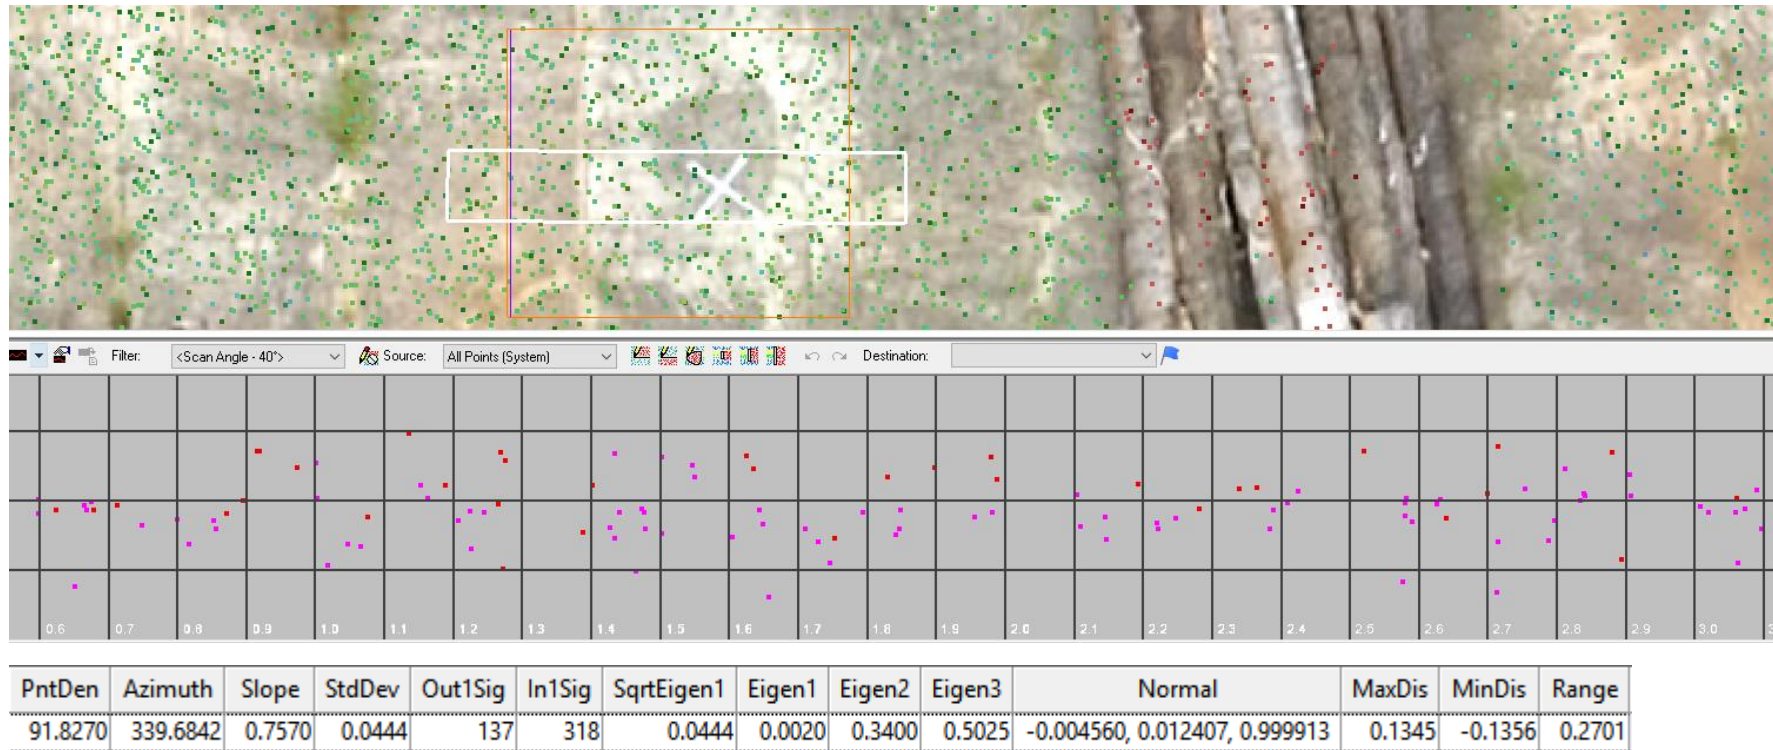 Filter: <Scan Angle - 40°> Source: All Points (System) Destination:
0.6 0.7 0.8 0.9 1.0 1.1 1.2 1.3 1.4 1.5 1.6 1.7 1.8 1.9 2.0 2.1 2.2 2.3 2.4 2.5 2.6 2.7 2.8 2.9 3.0
PntDen Azimuth Slope StdDev Out1Sig In1Sig SqrtEigen1 Eigen1 Eigen2 Eigen3 Normal MaxDis MinDis Range
91.8270 339.6842 0.7570 0.0444 137 318 0.0444 0.0020 0.3400 0.5025 -0.004560, 0.012407, 0.999913 0.1345 -0.1356 0.2701